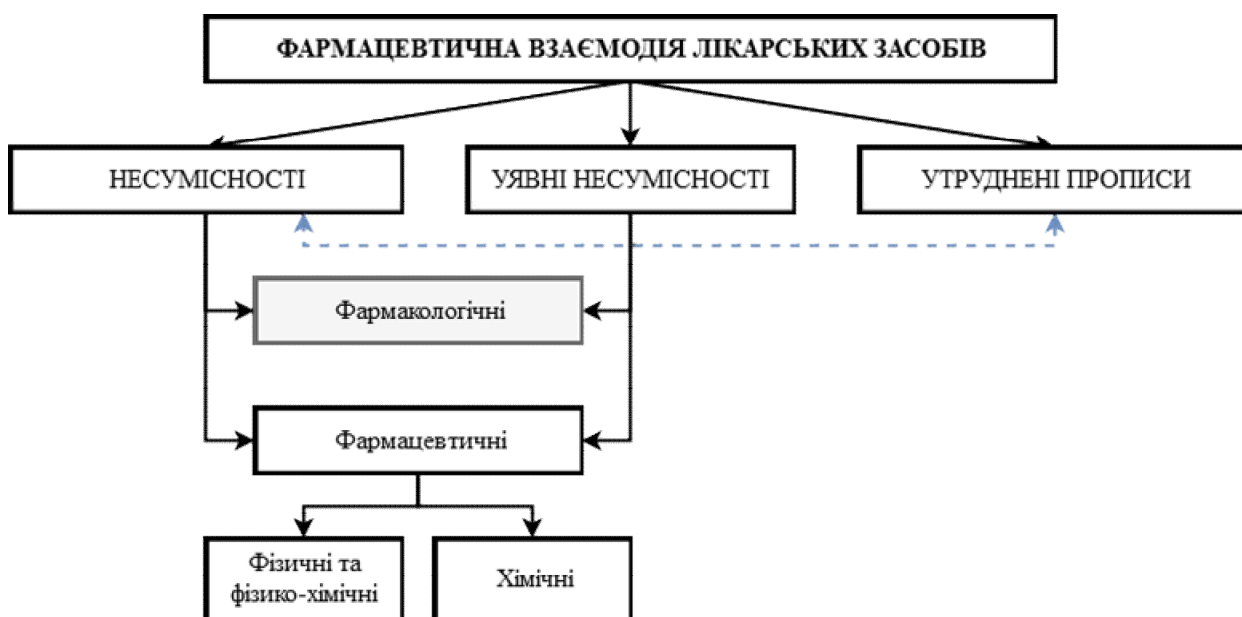 ФАРМАЦЕВТИЧНА ВЗАЄМОДІЯ ЛІКАРСЬКИХ ЗАСОБІВ
НЕСУМІСНОСТІ
УЯВНІ НЕСУМІСНОСТІ
УТРУДНЕНІ ПРОПИСИ
Фармакологічні
Фармацевтичні
Фізичні та
фізико-хімічні
Хімічні